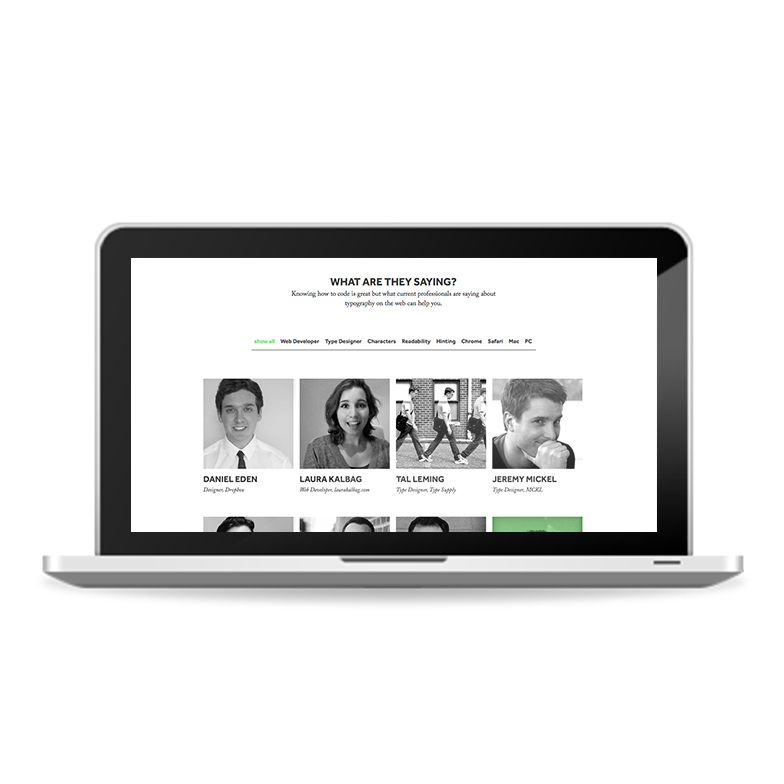 WHAT ARE THEY SAYING?
Knowing how to code is great but what current professionals are saying about
typography on the web can help you.
show all Web Developer Type Designer Characters Readability Hinting Chrome Safari Mac PC
DANIEL EDEN LAURA KALBAG TAL LEMING JEREMY MICKEL
Designer, Dropbox Web Developer, laurakalbag.com Type Designer, Type Supply Type Designer, MCKL